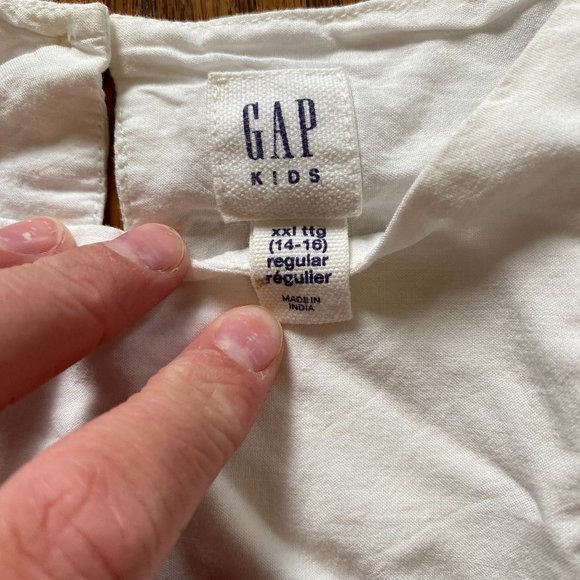 GAP
KIDS
xxl ttg
(14-16)
regular
régulier
MADE IN
INDIA